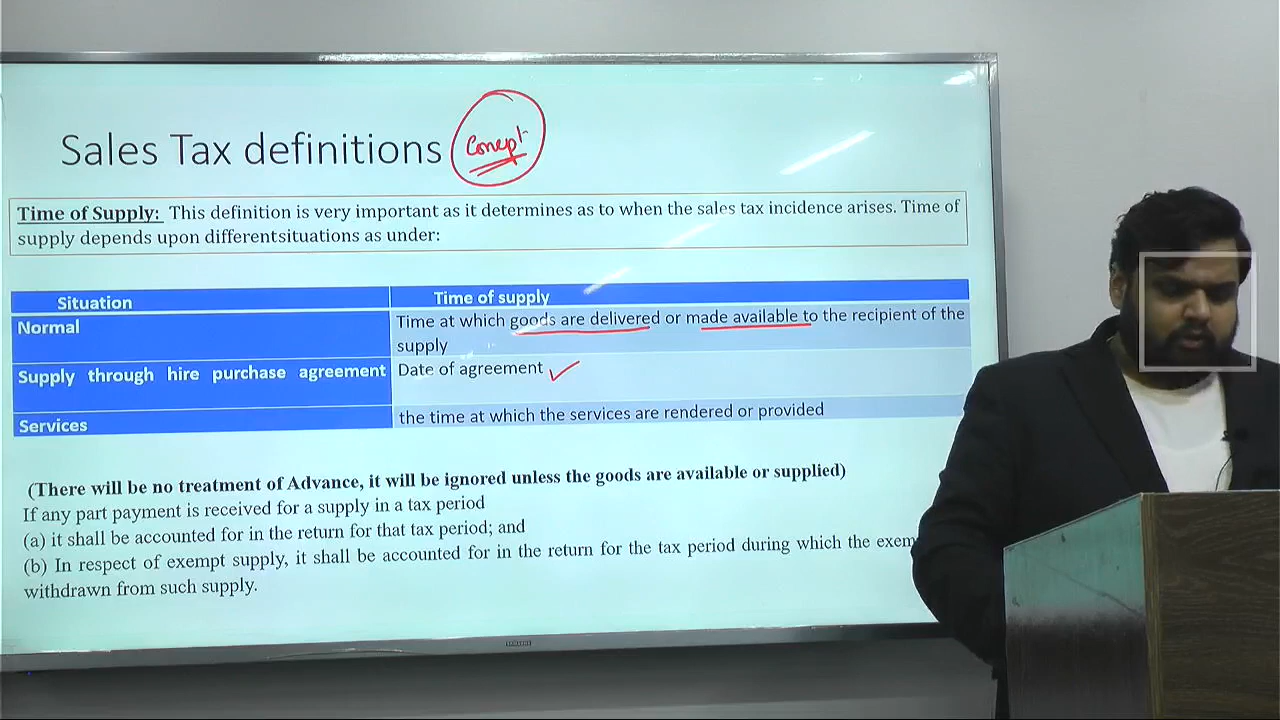 Sales Tax definitions
Concpt
Time of Supply: This definition is very important as it determines as to when the sales tax incidence arises. Time of
supply depends upon differentsituations as under:
Situation
Time of supply
Normal
Time at which goods are delivered or made available to the recipient of the
supply
Supply through hire purchase agreement
Date of agreement
Services
the time at which the services are rendered or provided
(There will be no treatment of Advance, it will be ignored unless the goods are available or supplied)
If any part payment is received for a supply in a tax period
(a) it shall be accounted for in the return for that tax period; and
(b) In respect of exempt supply, it shall be accounted for in the return for the tax period during which the exem
withdrawn from such supply.
SAMSUNG